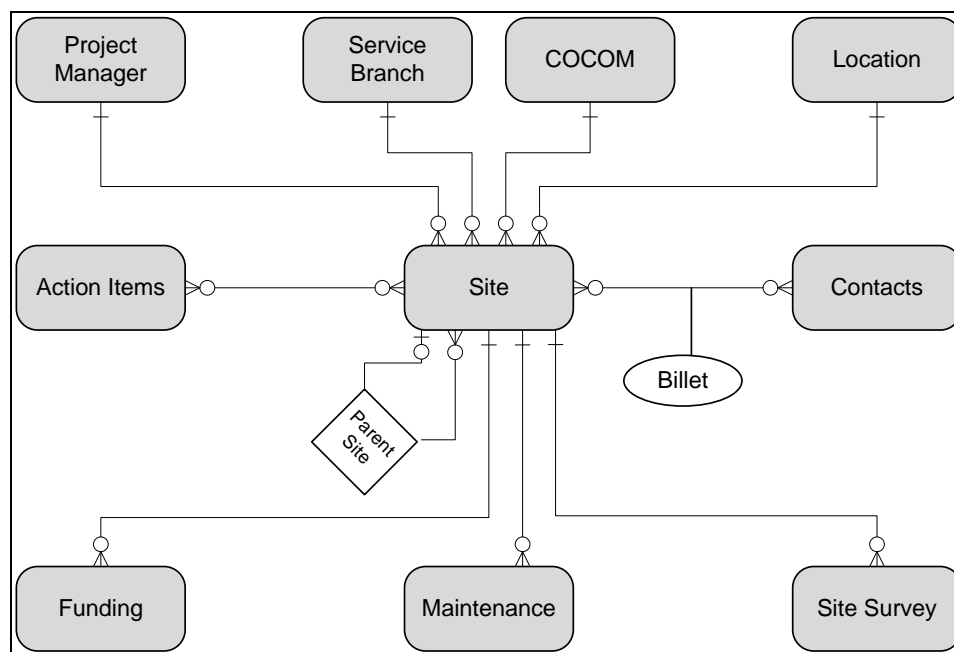 Project
Manager
Service
Branch
COCOM
Location
Action Items
Site
Contacts
Billet
Parent
Site
Funding
Maintenance
Site Survey